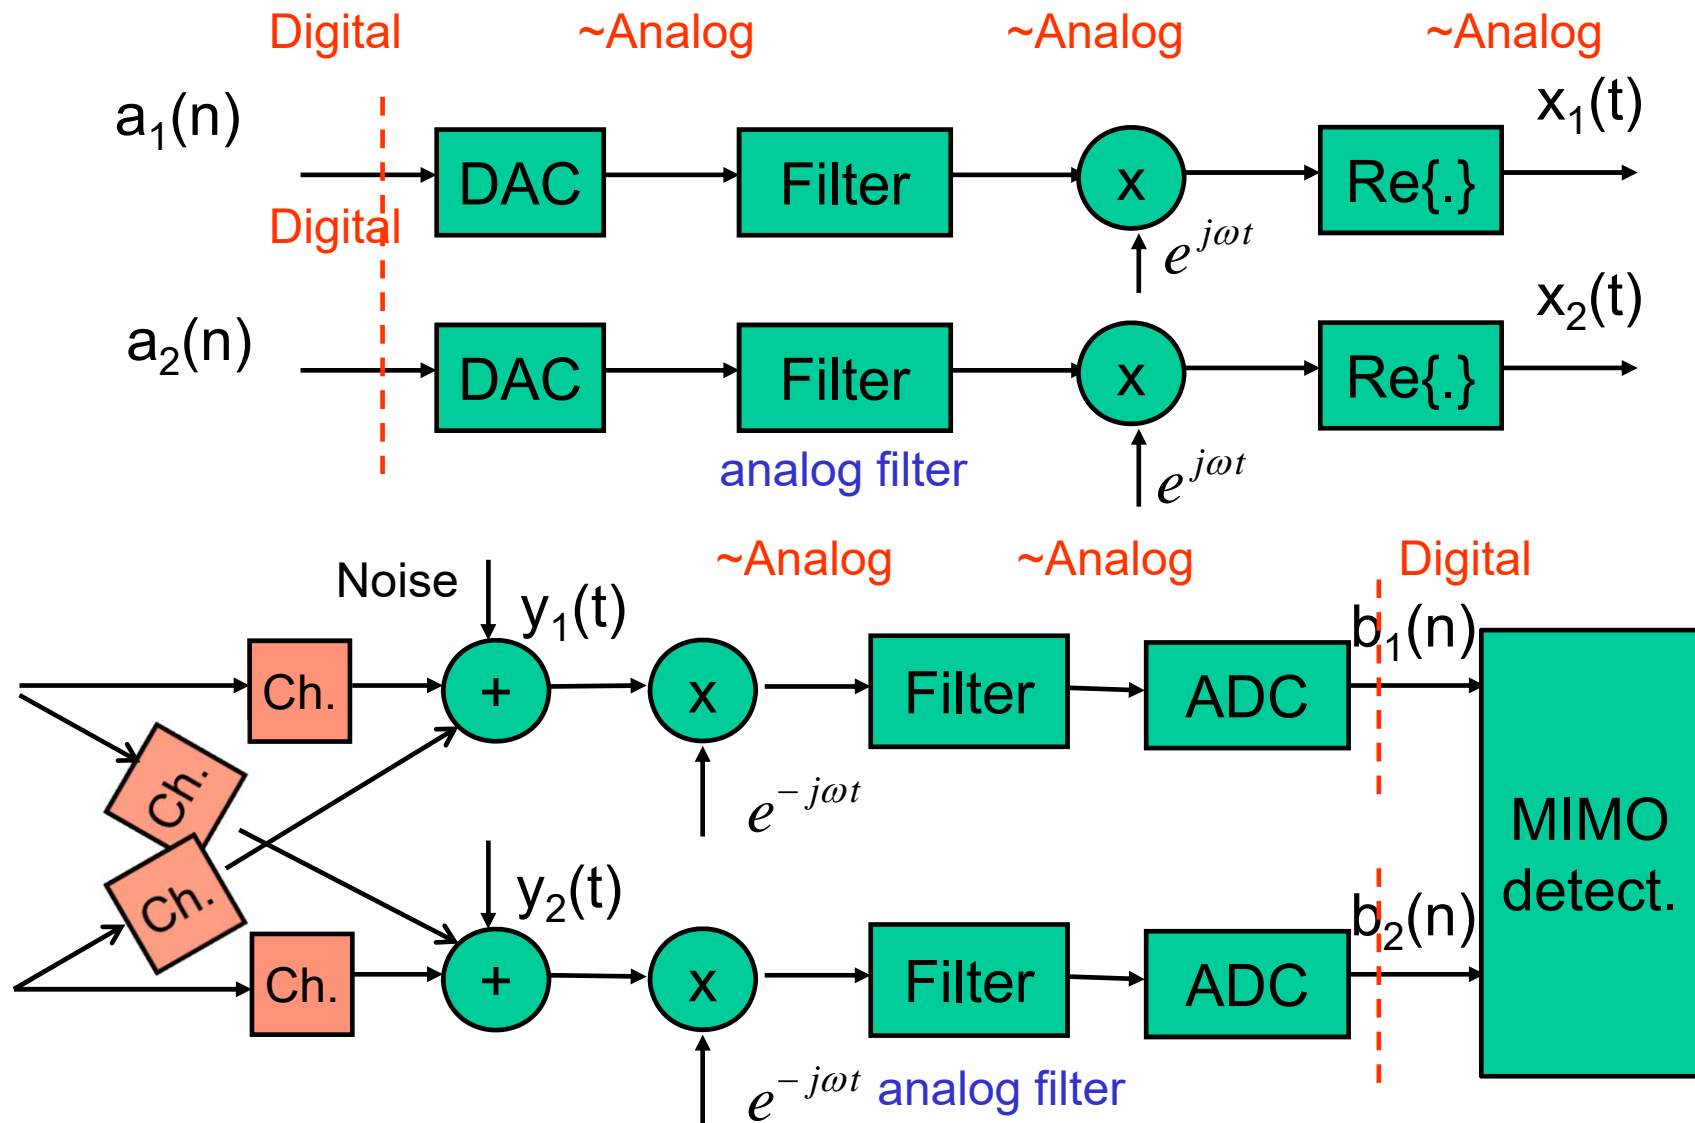 Digital ~Analog ~Analog ~Analog
a₁(n) x₁(t)
DAC Filter x Re{.}
Digital
e^{jωt}
a₂(n) x₂(t)
DAC Filter x Re{.}
analog filter e^{jωt}
~Analog ~Analog Digital
Noise y₁(t) b₁(n)
Ch. + x Filter ADC
Ch. e^{-jωt}
MIMO
detect.
Ch. y₂(t) b₂(n)
Ch. + x Filter ADC
e^{-jωt} analog filter